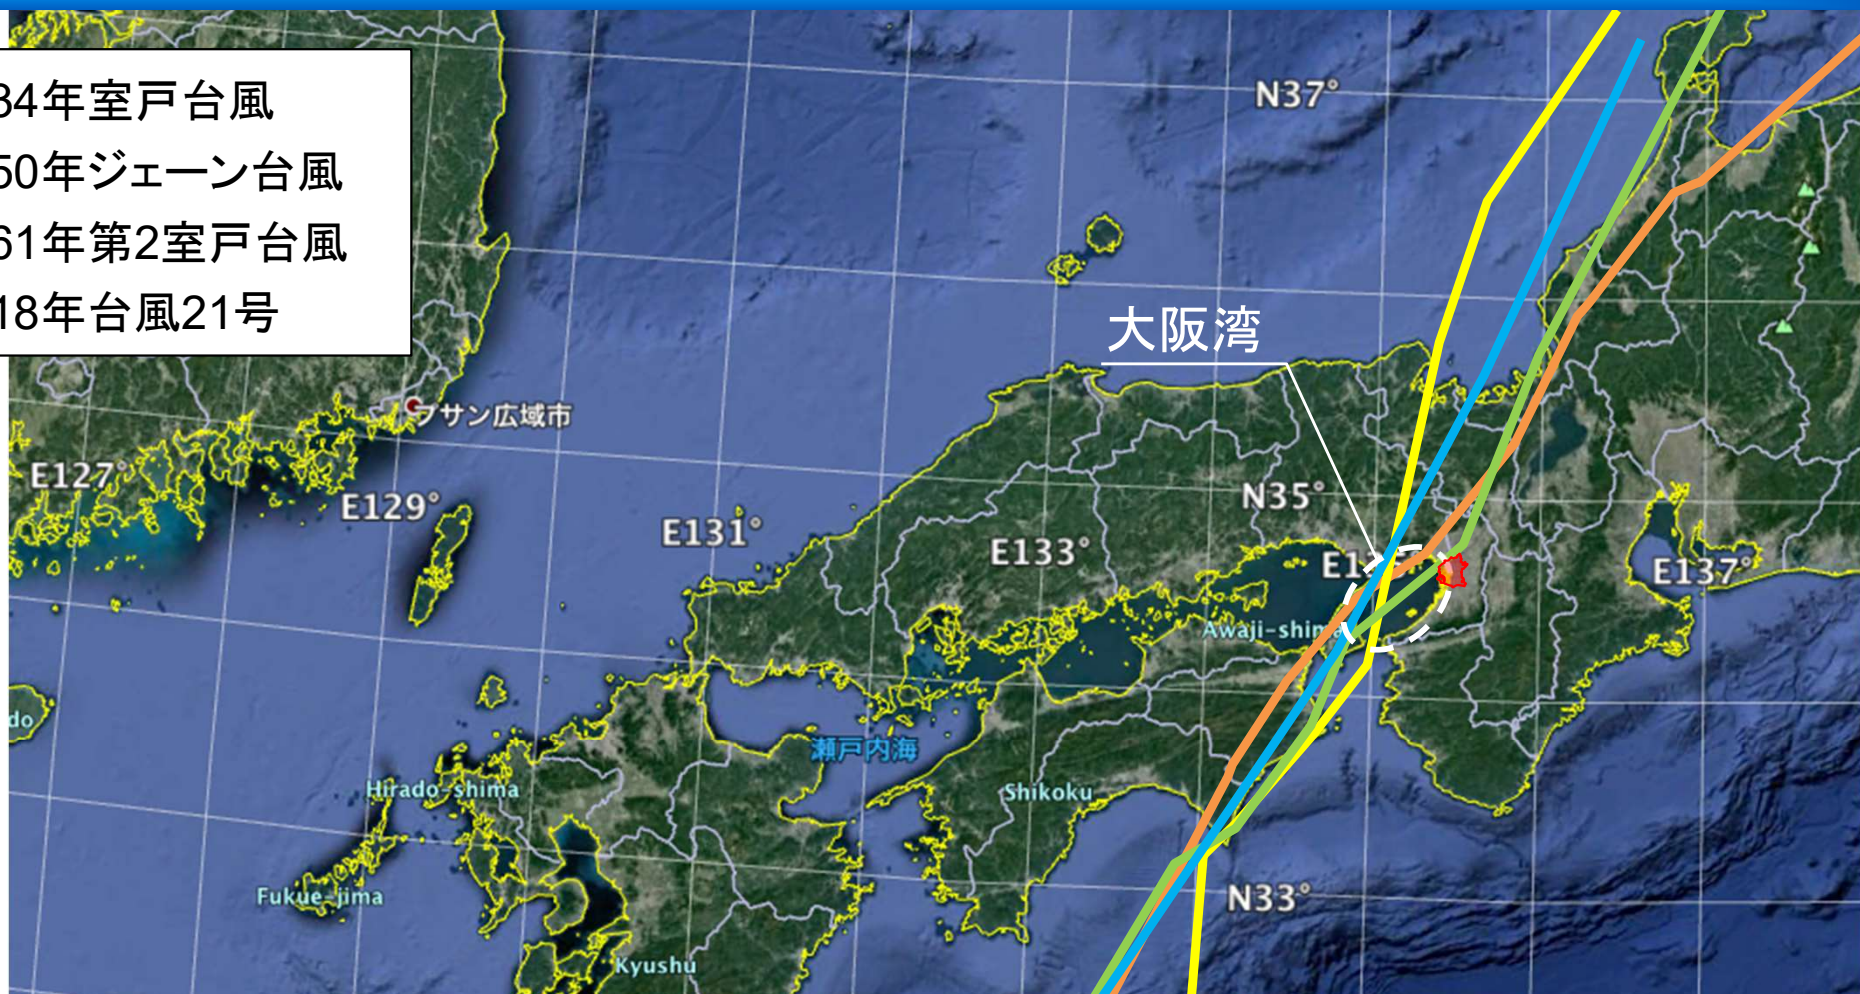 34年室戸台風
50年ジェーン台風
61年第2室戸台風
18年台風21号
N37°
大阪湾
プサン広域市
E127°
E129°
E131°
E133°
N35°
E13
E137°
Awaji-shima
do
瀬戸内海
Hirado-shima
Shikoku
Fukue-jima
N33°
Kyushu